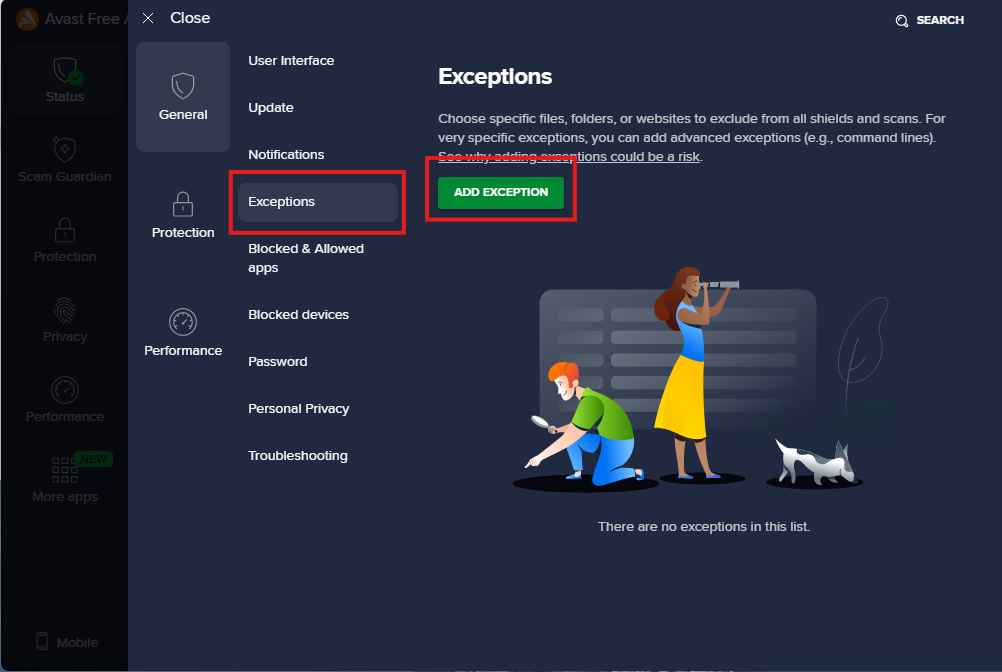 Avast Free A
Close
SEARCH
Status
Scam Guardian
Protection
Privacy
Performance
NEW
More apps
Mobile
General
Protection
Performance
User Interface
Update
Notifications
Exceptions
Blocked & Allowed
apps
Blocked devices
Password
Personal Privacy
Troubleshooting
Exceptions
Choose specific files, folders, or websites to exclude from all shields and scans. For
very specific exceptions, you can add advanced exceptions (e.g., command lines).
See why adding exceptions could be a risk.
ADD EXCEPTION
There are no exceptions in this list.